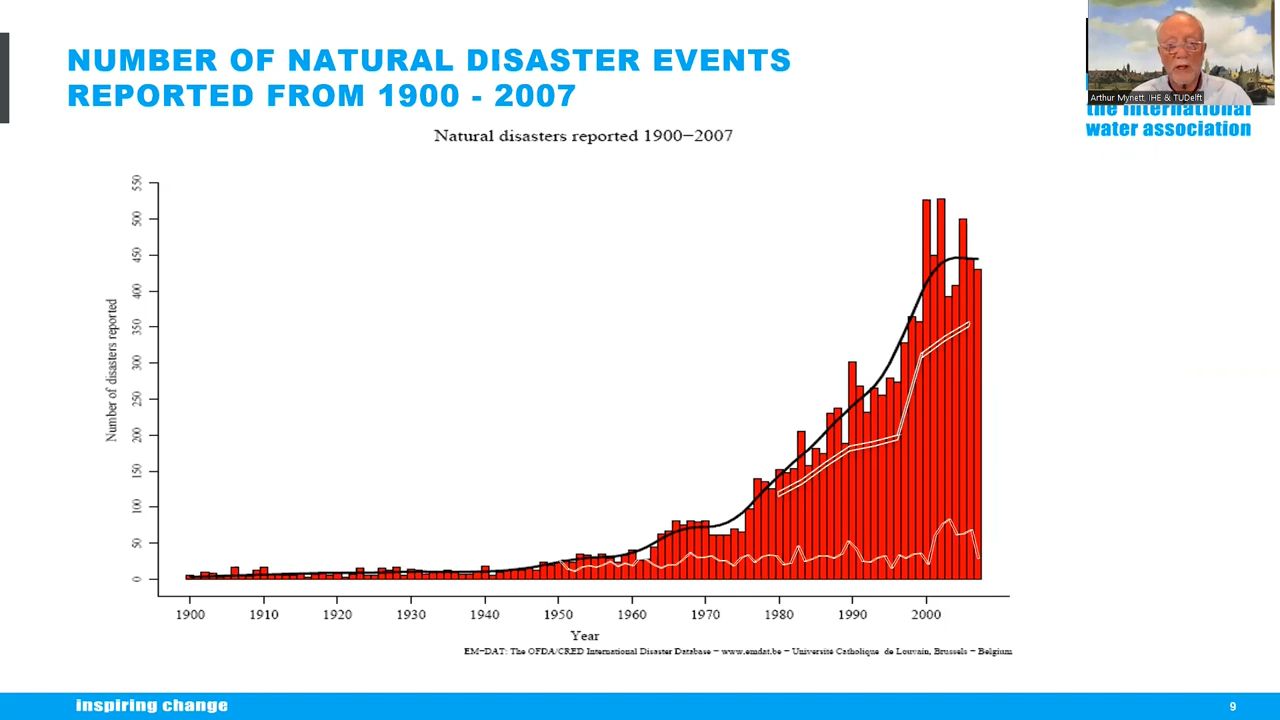 NUMBER OF NATURAL DISASTER EVENTS
REPORTED FROM 1900 - 2007
Arthur Mynett, IHE & TUDelft
the international
water association
Natural disasters reported 1900−2007
Number of disasters reported
550
500
450
400
350
300
250
200
150
100
50
0
1900 1910 1920 1930 1940 1950 1960 1970 1980 1990 2000
Year
EM−DAT: The OFDA/CRED International Disaster Database − www.emdat.be − Université Catholique de Louvain, Brussels − Belgium
inspiring change
9